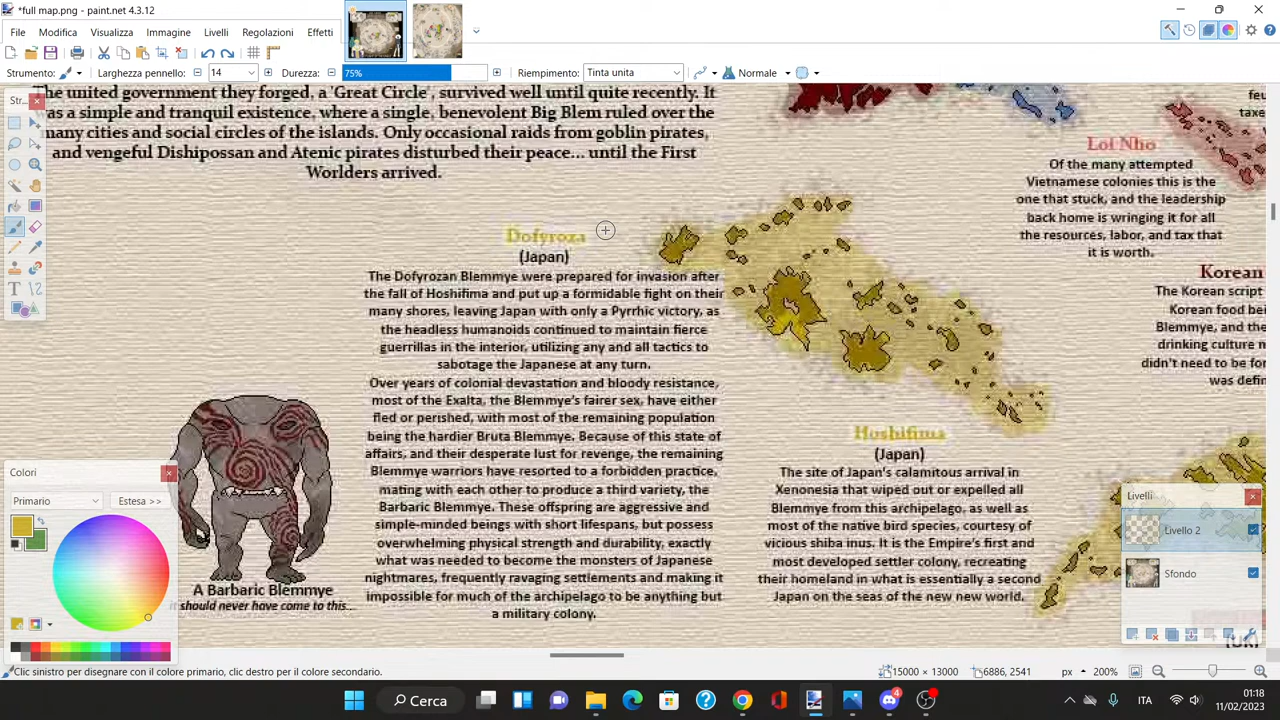 *full map.png - paint.net 4.3.12
File
Modifica
Visualizza
Immagine
Livelli
Regolazioni
Effetti
Strumento:
Larghezza pennello:
14
Durezza:
75%
Riempimento:
Tinta unita
Normale
Str...
The united government they forged, a 'Great Circle', survived well until quite recently. It
was a simple and tranquil existence, where a single, benevolent Big Blem ruled over the
many cities and social circles of the islands. Only occasional raids from goblin pirates,
and vengeful Dishipossan and Atenic pirates disturbed their peace... until the First
Worlders arrived.
feu
taxe
Loi Nho
Of the many attempted
Vietnamese colonies this is the
one that stuck, and the leadership
back home is wringing it for all
the resources, labor, and tax that
it is worth.
Korean
The Korean script
Korean food bei
Blemmye, and the
drinking culture m
didn't need to be for
was defin
Dofyroza
(Japan)
The Dofyrozan Blemmye were prepared for invasion after
the fall of Hoshifima and put up a formidable fight on their
many shores, leaving Japan with only a Pyrrhic victory, as
the headless humanoids continued to maintain fierce
guerrillas in the interior, utilizing any and all tactics to
sabotage the Japanese at any turn.
Over years of colonial devastation and bloody resistance,
most of the Exalta, the Blemmye's fairer sex, have either
fled or perished, with most of the remaining population
being the hardier Bruta Blemmye. Because of this state of
affairs, and their desperate lust for revenge, the remaining
Blemmye warriors have resorted to a forbidden practice,
mating with each other to produce a third variety, the
Barbaric Blemmye. These offspring are aggressive and
simple-minded beings with short lifespans, but possess
overwhelming physical strength and durability, exactly
what was needed to become the monsters of Japanese
nightmares, frequently ravaging settlements and making it
impossible for much of the archipelago to be anything but
a military colony.
Hoshifima
(Japan)
The site of Japan's calamitous arrival in
Xenonesia that wiped out or expelled all
Blemmye from this archipelago, as well as
most of the native bird species, courtesy of
vicious shiba inus. It is the Empire's first and
most developed settler colony, recreating
their homeland in what is essentially a second
Japan on the seas of the new new world.
A Barbaric Blemmye
It should never have come to this...
Colori
Primario
Estesa >>
Livelli
Livello 2
Sfondo
Clic sinistro per disegnare con il colore primario, clic destro per il colore secondario.
15000 × 13000
6886, 2541
px
200%
Cerca
4
ITA
01:18
11/02/2023